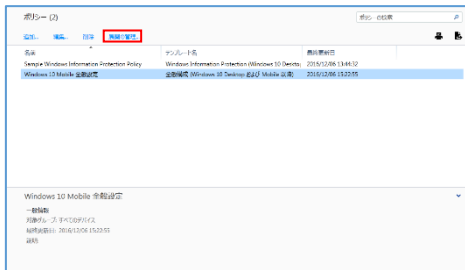 ポリシー (2)
ポリシーの検索
追加... 編集... 削除 展開の管理...
名前 テンプレート名 最終更新日
Sample Windows Information Protection Policy Windows Information Protection (Windows 10 Deskto 2016/12/06 13:44:32
Windows 10 Mobile 全般設定 全般構成 (Windows 10 Desktop および Mobile 以降) 2016/12/06 15:22:55
Windows 10 Mobile 全般設定
一般情報
対象グループ: すべてのデバイス
最終更新日: 2016/12/06 15:22:55
説明: